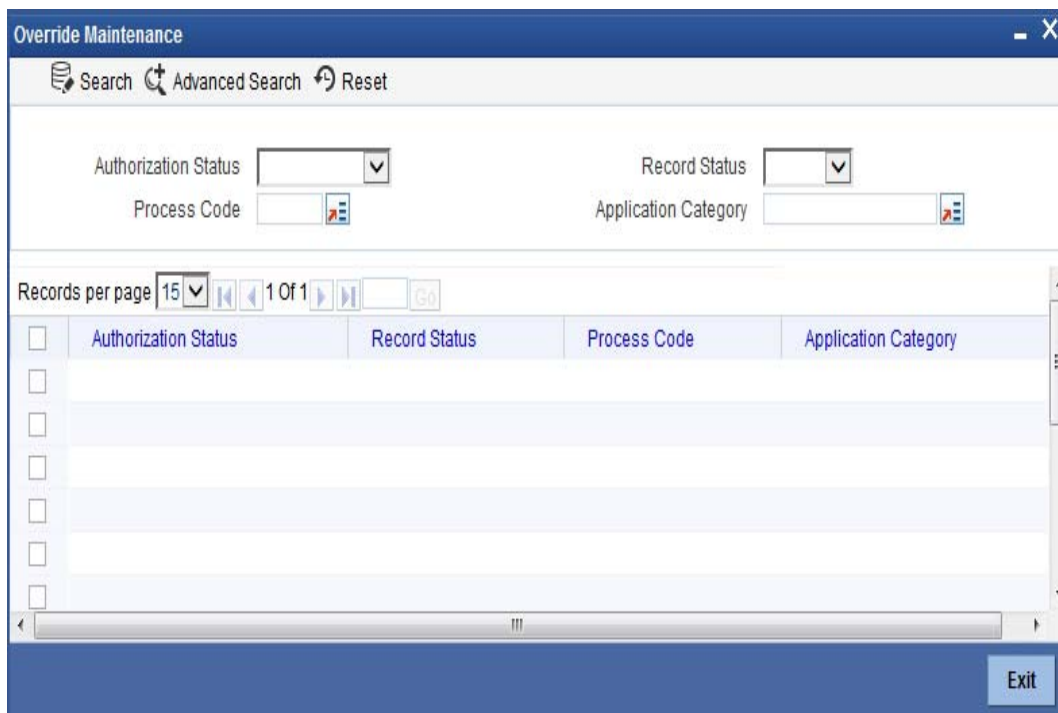 Override Maintenance
Search Advanced Search Reset
Authorization Status
Record Status
Process Code
Application Category
Records per page 15 1 Of 1 Go
Authorization Status Record Status Process Code Application Category
Exit